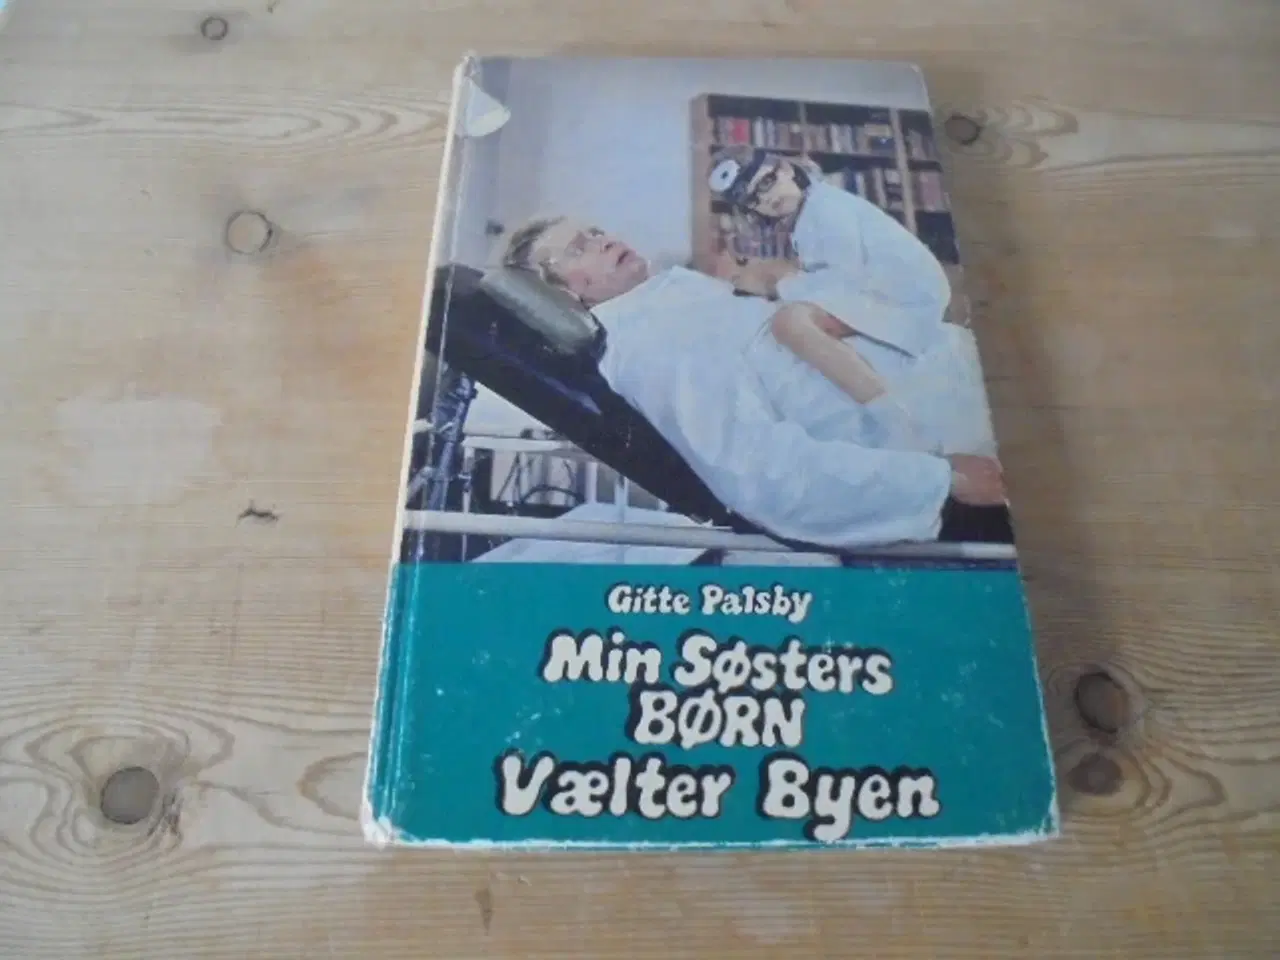 Gitte Palsby
Min Søsters
BØRN
Vælter Byen